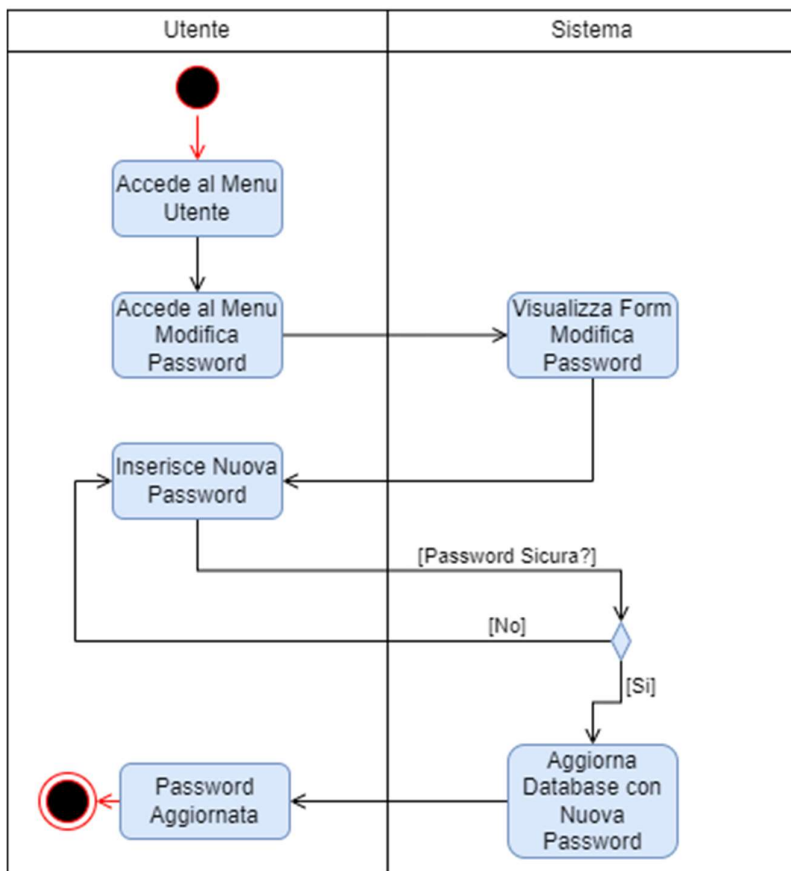 Utente
Sistema
Accede al Menu
Utente
Accede al Menu
Modifica
Password
Visualizza Form
Modifica
Password
Inserisce Nuova
Password
[Password Sicura?]
[No]
[Si]
Aggiorna
Database con
Nuova
Password
Password
Aggiornata